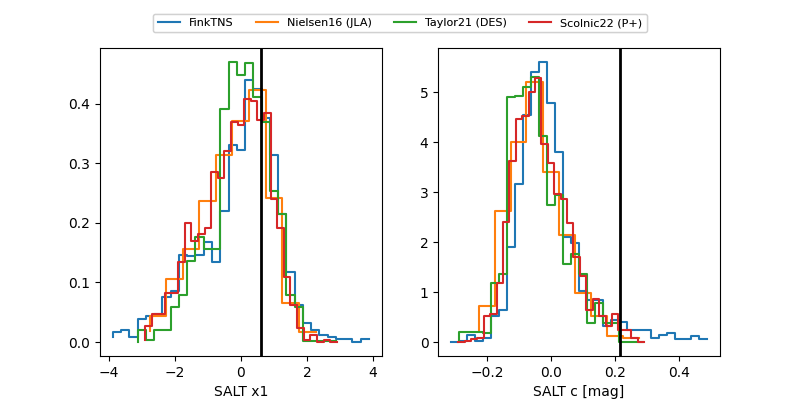 FinkTNS Nielsen16 (JLA) Taylor21 (DES) Scolnic22 (P+)
0.4
0.3
0.2
0.1
0.0
−4 −2 0 2 4
SALT x1
5
4
3
2
1
0
−0.2 0.0 0.2 0.4
SALT c [mag]